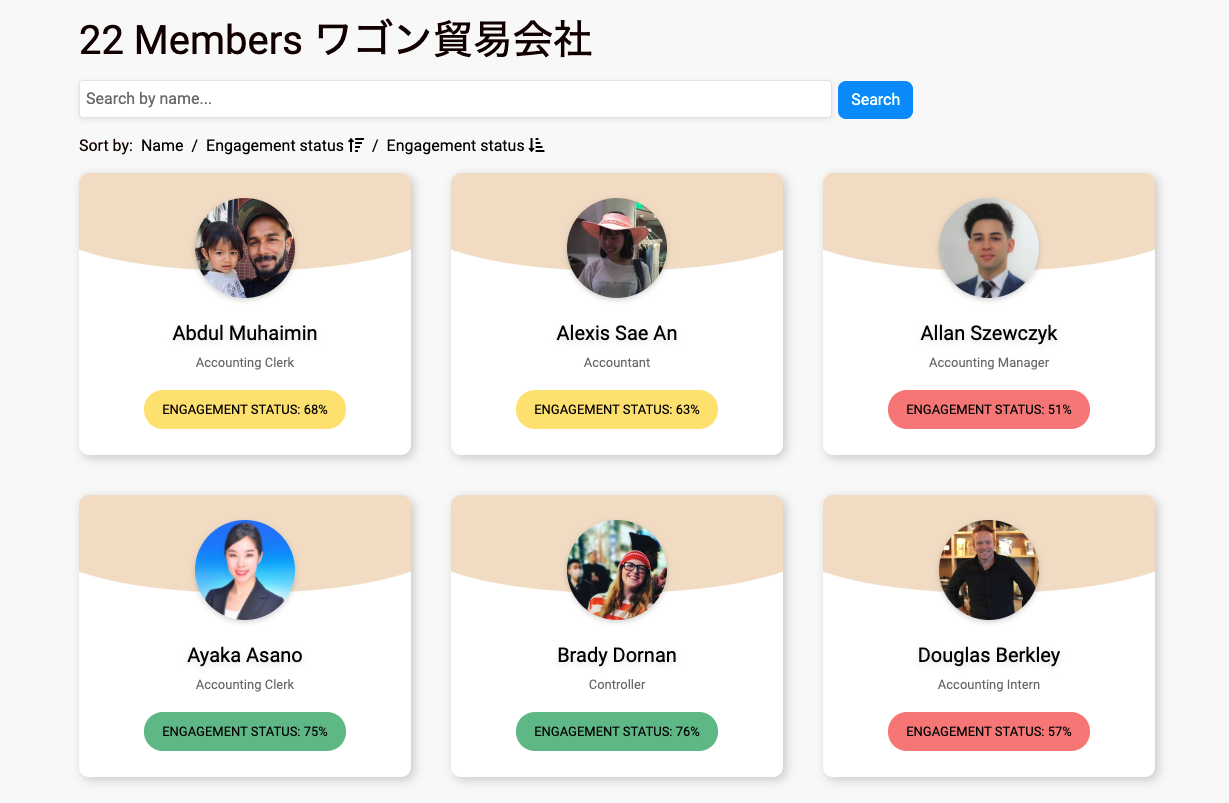 22 Members ワゴン貿易会社
Search by name...
Search
Sort by: Name / Engagement status / Engagement status
Abdul Muhaimin
Accounting Clerk
ENGAGEMENT STATUS: 68%
Alexis Sae An
Accountant
ENGAGEMENT STATUS: 63%
Allan Szewczyk
Accounting Manager
ENGAGEMENT STATUS: 51%
Ayaka Asano
Accounting Clerk
ENGAGEMENT STATUS: 75%
Brady Dornan
Controller
ENGAGEMENT STATUS: 76%
Douglas Berkley
Accounting Intern
ENGAGEMENT STATUS: 57%